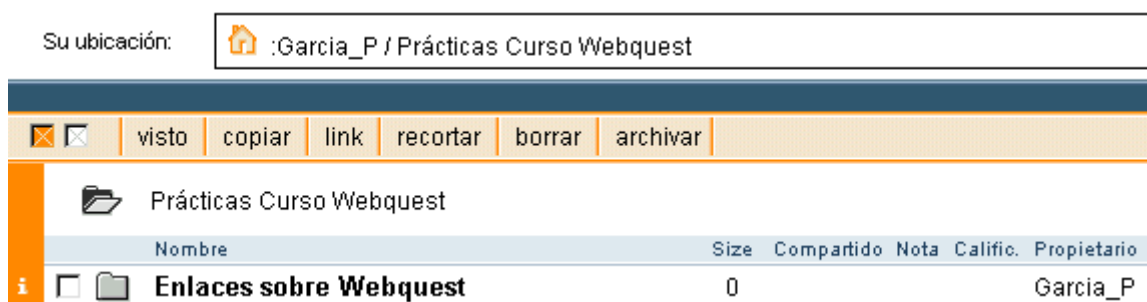 Su ubicación: :Garcia_P / Prácticas Curso Webquest
visto copiar link recortar borrar archivar
Prácticas Curso Webquest
Nombre Size Compartido Nota Calific. Propietario
i Enlaces sobre Webquest 0 Garcia_P